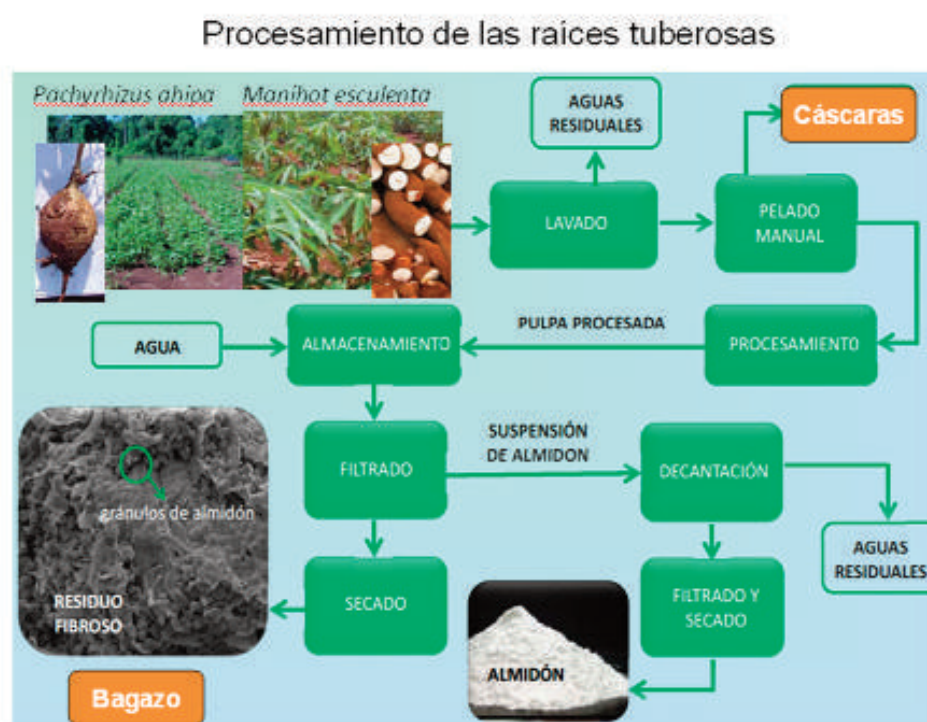 Procesamiento de las raíces tuberosas
Pachyrhizus ahipa
Manihot esculenta
AGUAS
RESIDUALES
Cáscaras
LAVADO
PELADO
MANUAL
PULPA PROCESADA
AGUA
ALMACENAMIENTO
PROCESAMIENTO
SUSPENSIÓN
DE ALMIDON
FILTRADO
DECANTACIÓN
gránulos de almidón
AGUAS
RESIDUALES
RESIDUO
FIBROSO
SECADO
FILTRADO Y
SECADO
ALMIDÓN
Bagazo